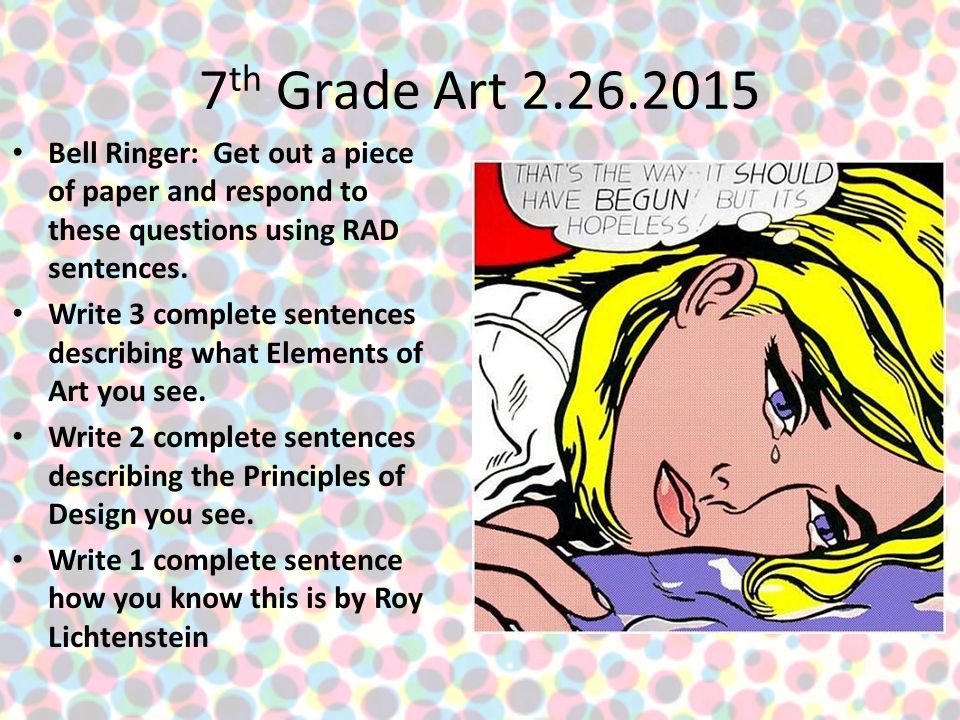 7th Grade Art 2.26.2015
• Bell Ringer: Get out a piece
of paper and respond to
these questions using RAD
sentences.
• Write 3 complete sentences
describing what Elements of
Art you see.
• Write 2 complete sentences
describing the Principles of
Design you see.
• Write 1 complete sentence
how you know this is by Roy
Lichtenstein
THAT'S THE WAY-- IT SHOULD
HAVE BEGUN! BUT ITS
HOPELESS!